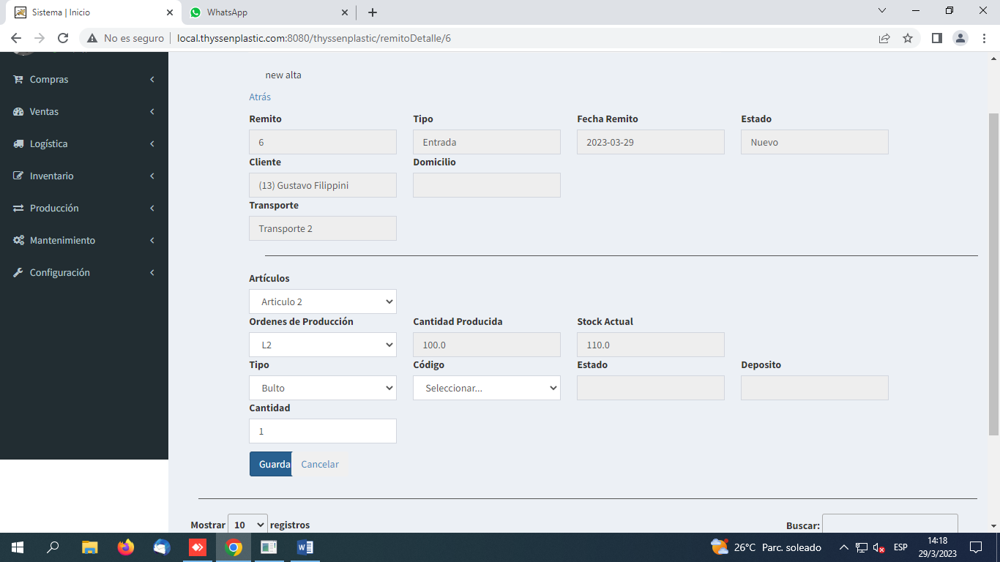 Sistema | Inicio
WhatsApp
No es seguro
local.thyssenplastic.com:8080/thyssenplastic/remitoDetalle/6
Compras
Ventas
Logística
Inventario
Producción
Mantenimiento
Configuración
new alta
Atrás
Remito Tipo Fecha Remito Estado
6 Entrada 2023-03-29 Nuevo
Cliente Domicilio
(13) Gustavo Filippini
Transporte
Transporte 2
Artículos
Articulo 2
Ordenes de Producción Cantidad Producida Stock Actual
L2 100.0 110.0
Tipo Código Estado Deposito
Bulto Seleccionar...
Cantidad
1
Guarda Cancelar
Mostrar 10 registros Buscar:
26°C Parc. soleado ESP
14:18
29/3/2023